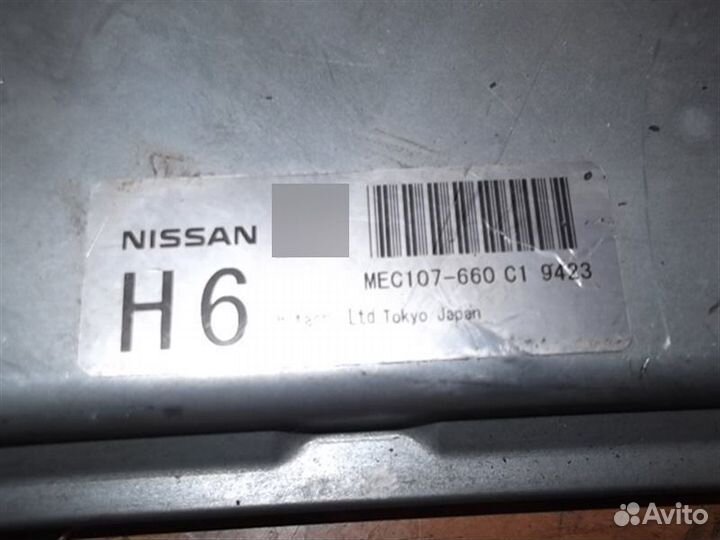 NISSAN
H6
MEC107-660 C1 9423
Ltd Tokyo Japan
Avito